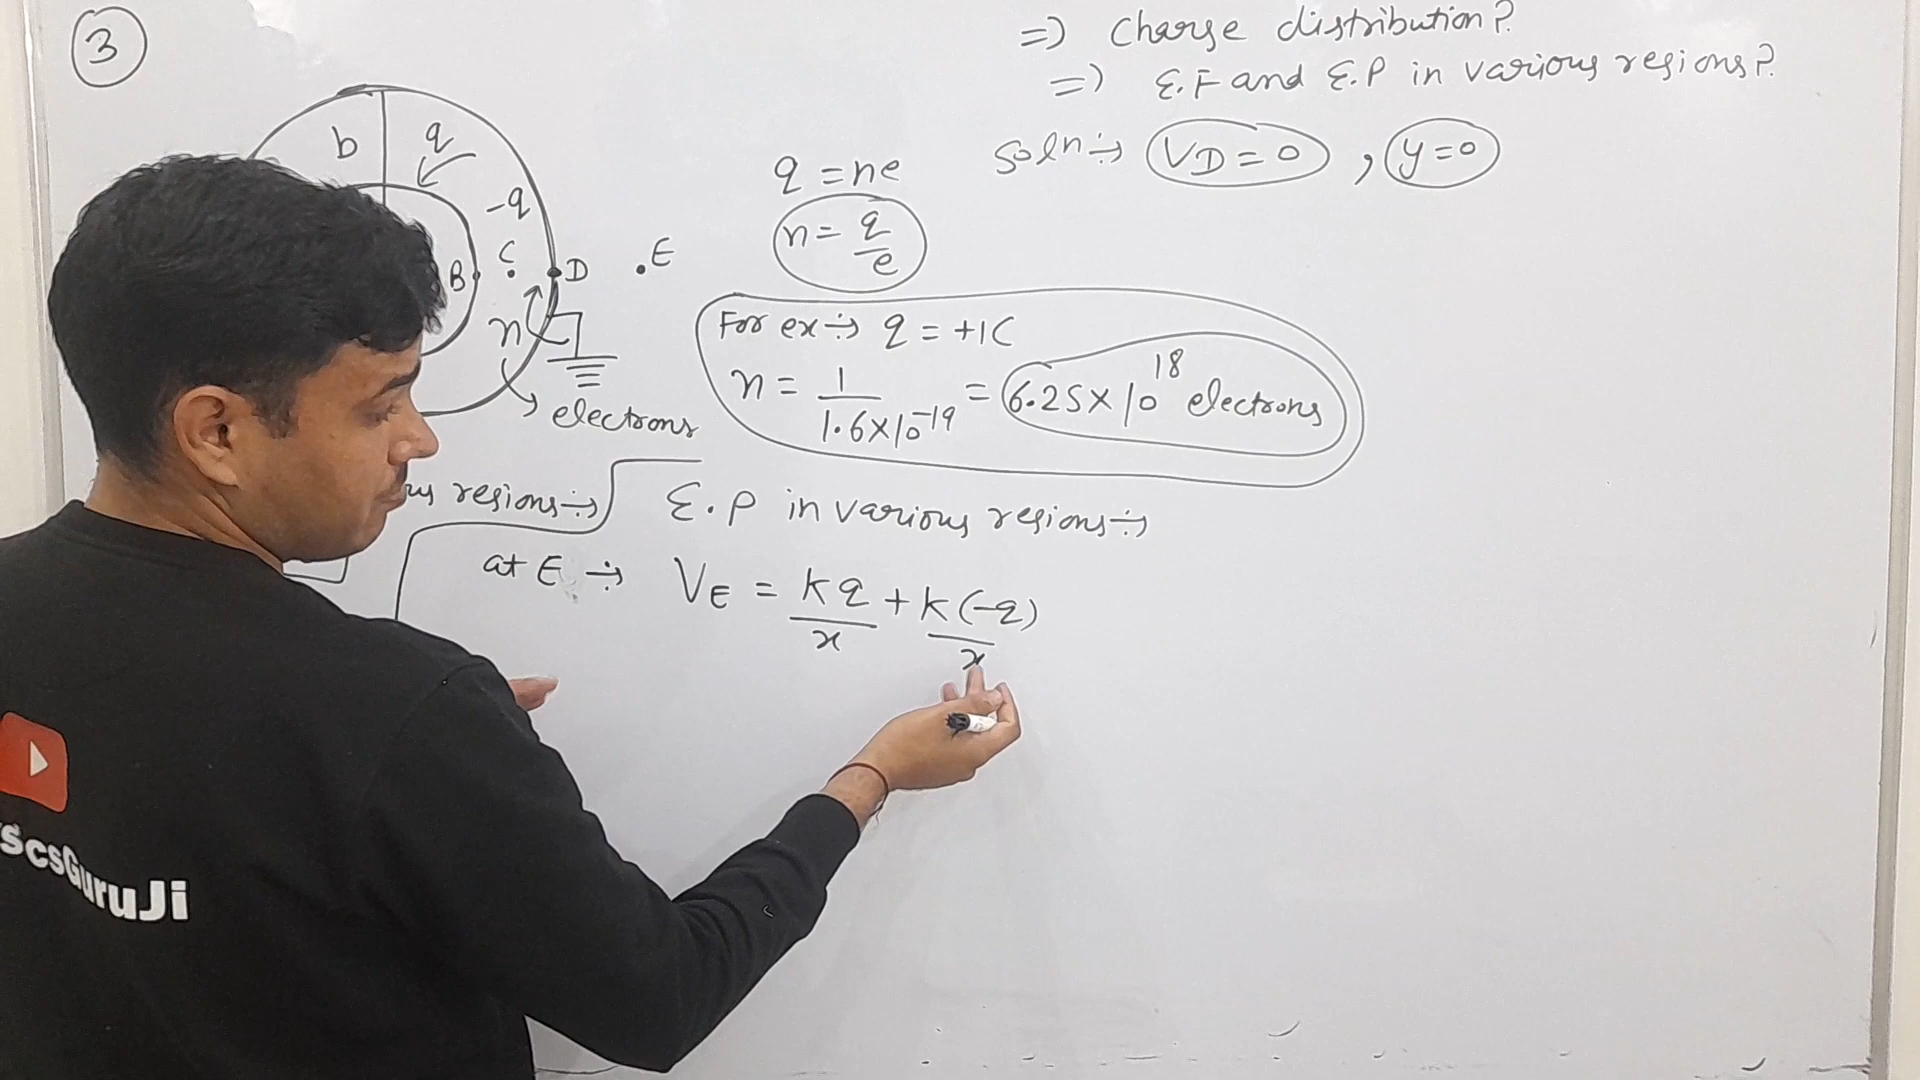 3
=> Charge distribution?
=> E.F and E.P in various regions?
Soln÷→ VD = 0 , y=0
q = ne
n = q/e
b
q
-q
B
C
D
.E
n
→ electrons
For ex÷→ q = +1C
n = 1/1.6×10^-19 = 6.25×10^18 electrons
regions÷→
E.P in various regions÷→
at E ÷→ VE = kq/x + k(-q)/x
GuruJi